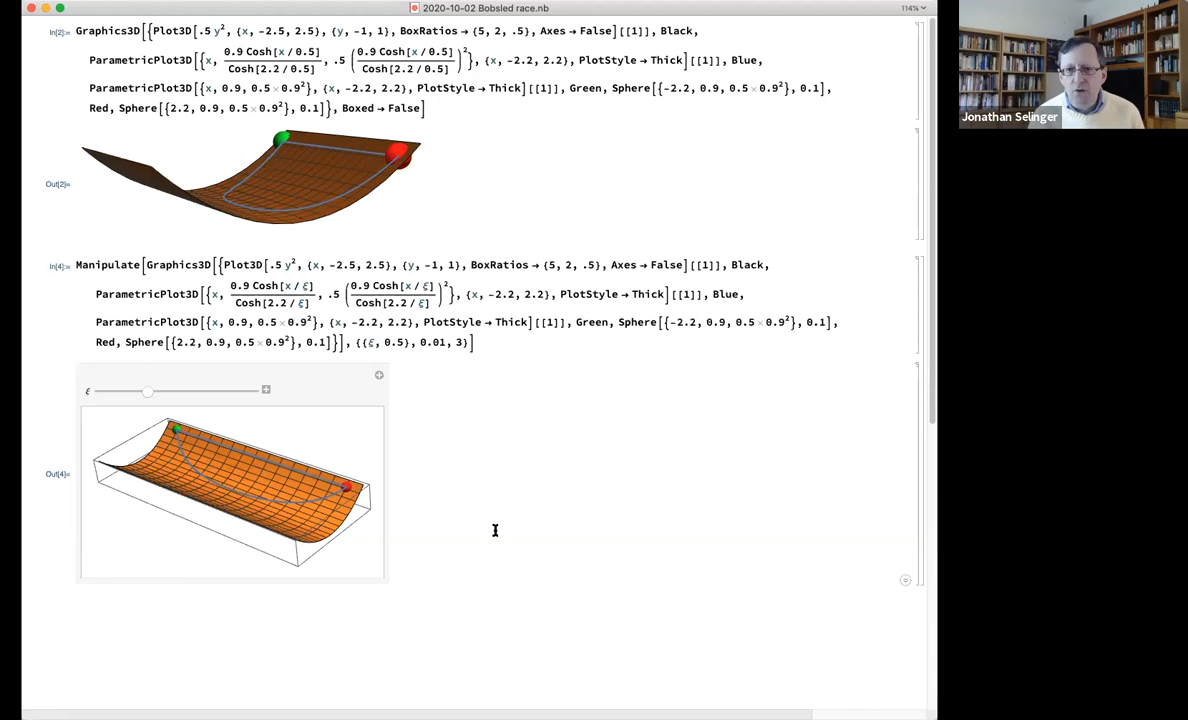 2020-10-02 Bobsled race.nb
114%
Jonathan Selinger
In[2]:= Graphics3D[{Plot3D[.5 y², {x, -2.5, 2.5}, {y, -1, 1}, BoxRatios → {5, 2, .5}, Axes → False][[1]], Black,
ParametricPlot3D[{x, 0.9 Cosh[x / 0.5] / Cosh[2.2 / 0.5], .5 (0.9 Cosh[x / 0.5] / Cosh[2.2 / 0.5])²}, {x, -2.2, 2.2}, PlotStyle → Thick][[1]], Blue,
ParametricPlot3D[{x, 0.9, 0.5 × 0.9²}, {x, -2.2, 2.2}, PlotStyle → Thick][[1]], Green, Sphere[{-2.2, 0.9, 0.5 × 0.9²}, 0.1],
Red, Sphere[{2.2, 0.9, 0.5 × 0.9²}, 0.1]}, Boxed → False]
Out[2]=
In[4]:= Manipulate[Graphics3D[{Plot3D[.5 y², {x, -2.5, 2.5}, {y, -1, 1}, BoxRatios → {5, 2, .5}, Axes → False][[1]], Black,
ParametricPlot3D[{x, 0.9 Cosh[x / ξ] / Cosh[2.2 / ξ], .5 (0.9 Cosh[x / ξ] / Cosh[2.2 / ξ])²}, {x, -2.2, 2.2}, PlotStyle → Thick][[1]], Blue,
ParametricPlot3D[{x, 0.9, 0.5 × 0.9²}, {x, -2.2, 2.2}, PlotStyle → Thick][[1]], Green, Sphere[{-2.2, 0.9, 0.5 × 0.9²}, 0.1],
Red, Sphere[{2.2, 0.9, 0.5 × 0.9²}, 0.1]}], {{ξ, 0.5}, 0.01, 3}]
ξ
Out[4]=